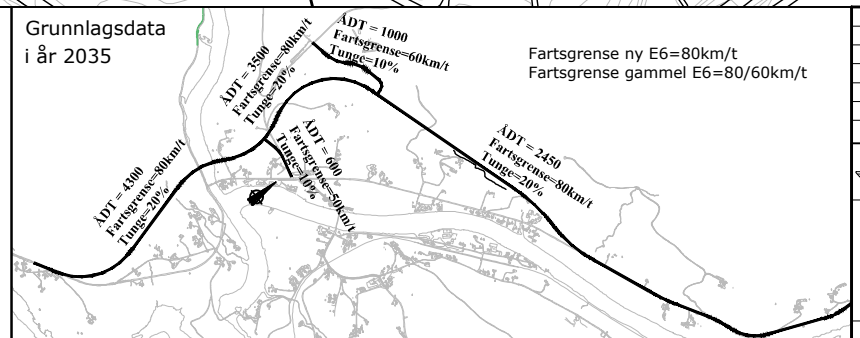 Grunnlagsdata
i år 2035
ÅDT = 1000
Fartsgrense=60km/t
Tunge=10%
Fartsgrense ny E6=80km/t
Fartsgrense gammel E6=80/60km/t
ÅDT = 3500
Fartsgrense=80km/t
Tunge=20%
ÅDT = 600
Fartsgrense=50km/t
Tunge=10%
ÅDT = 2450
Fartsgrense=80km/t
Tunge=20%
ÅDT = 4300
Fartsgrense=80km/t
Tunge=20%